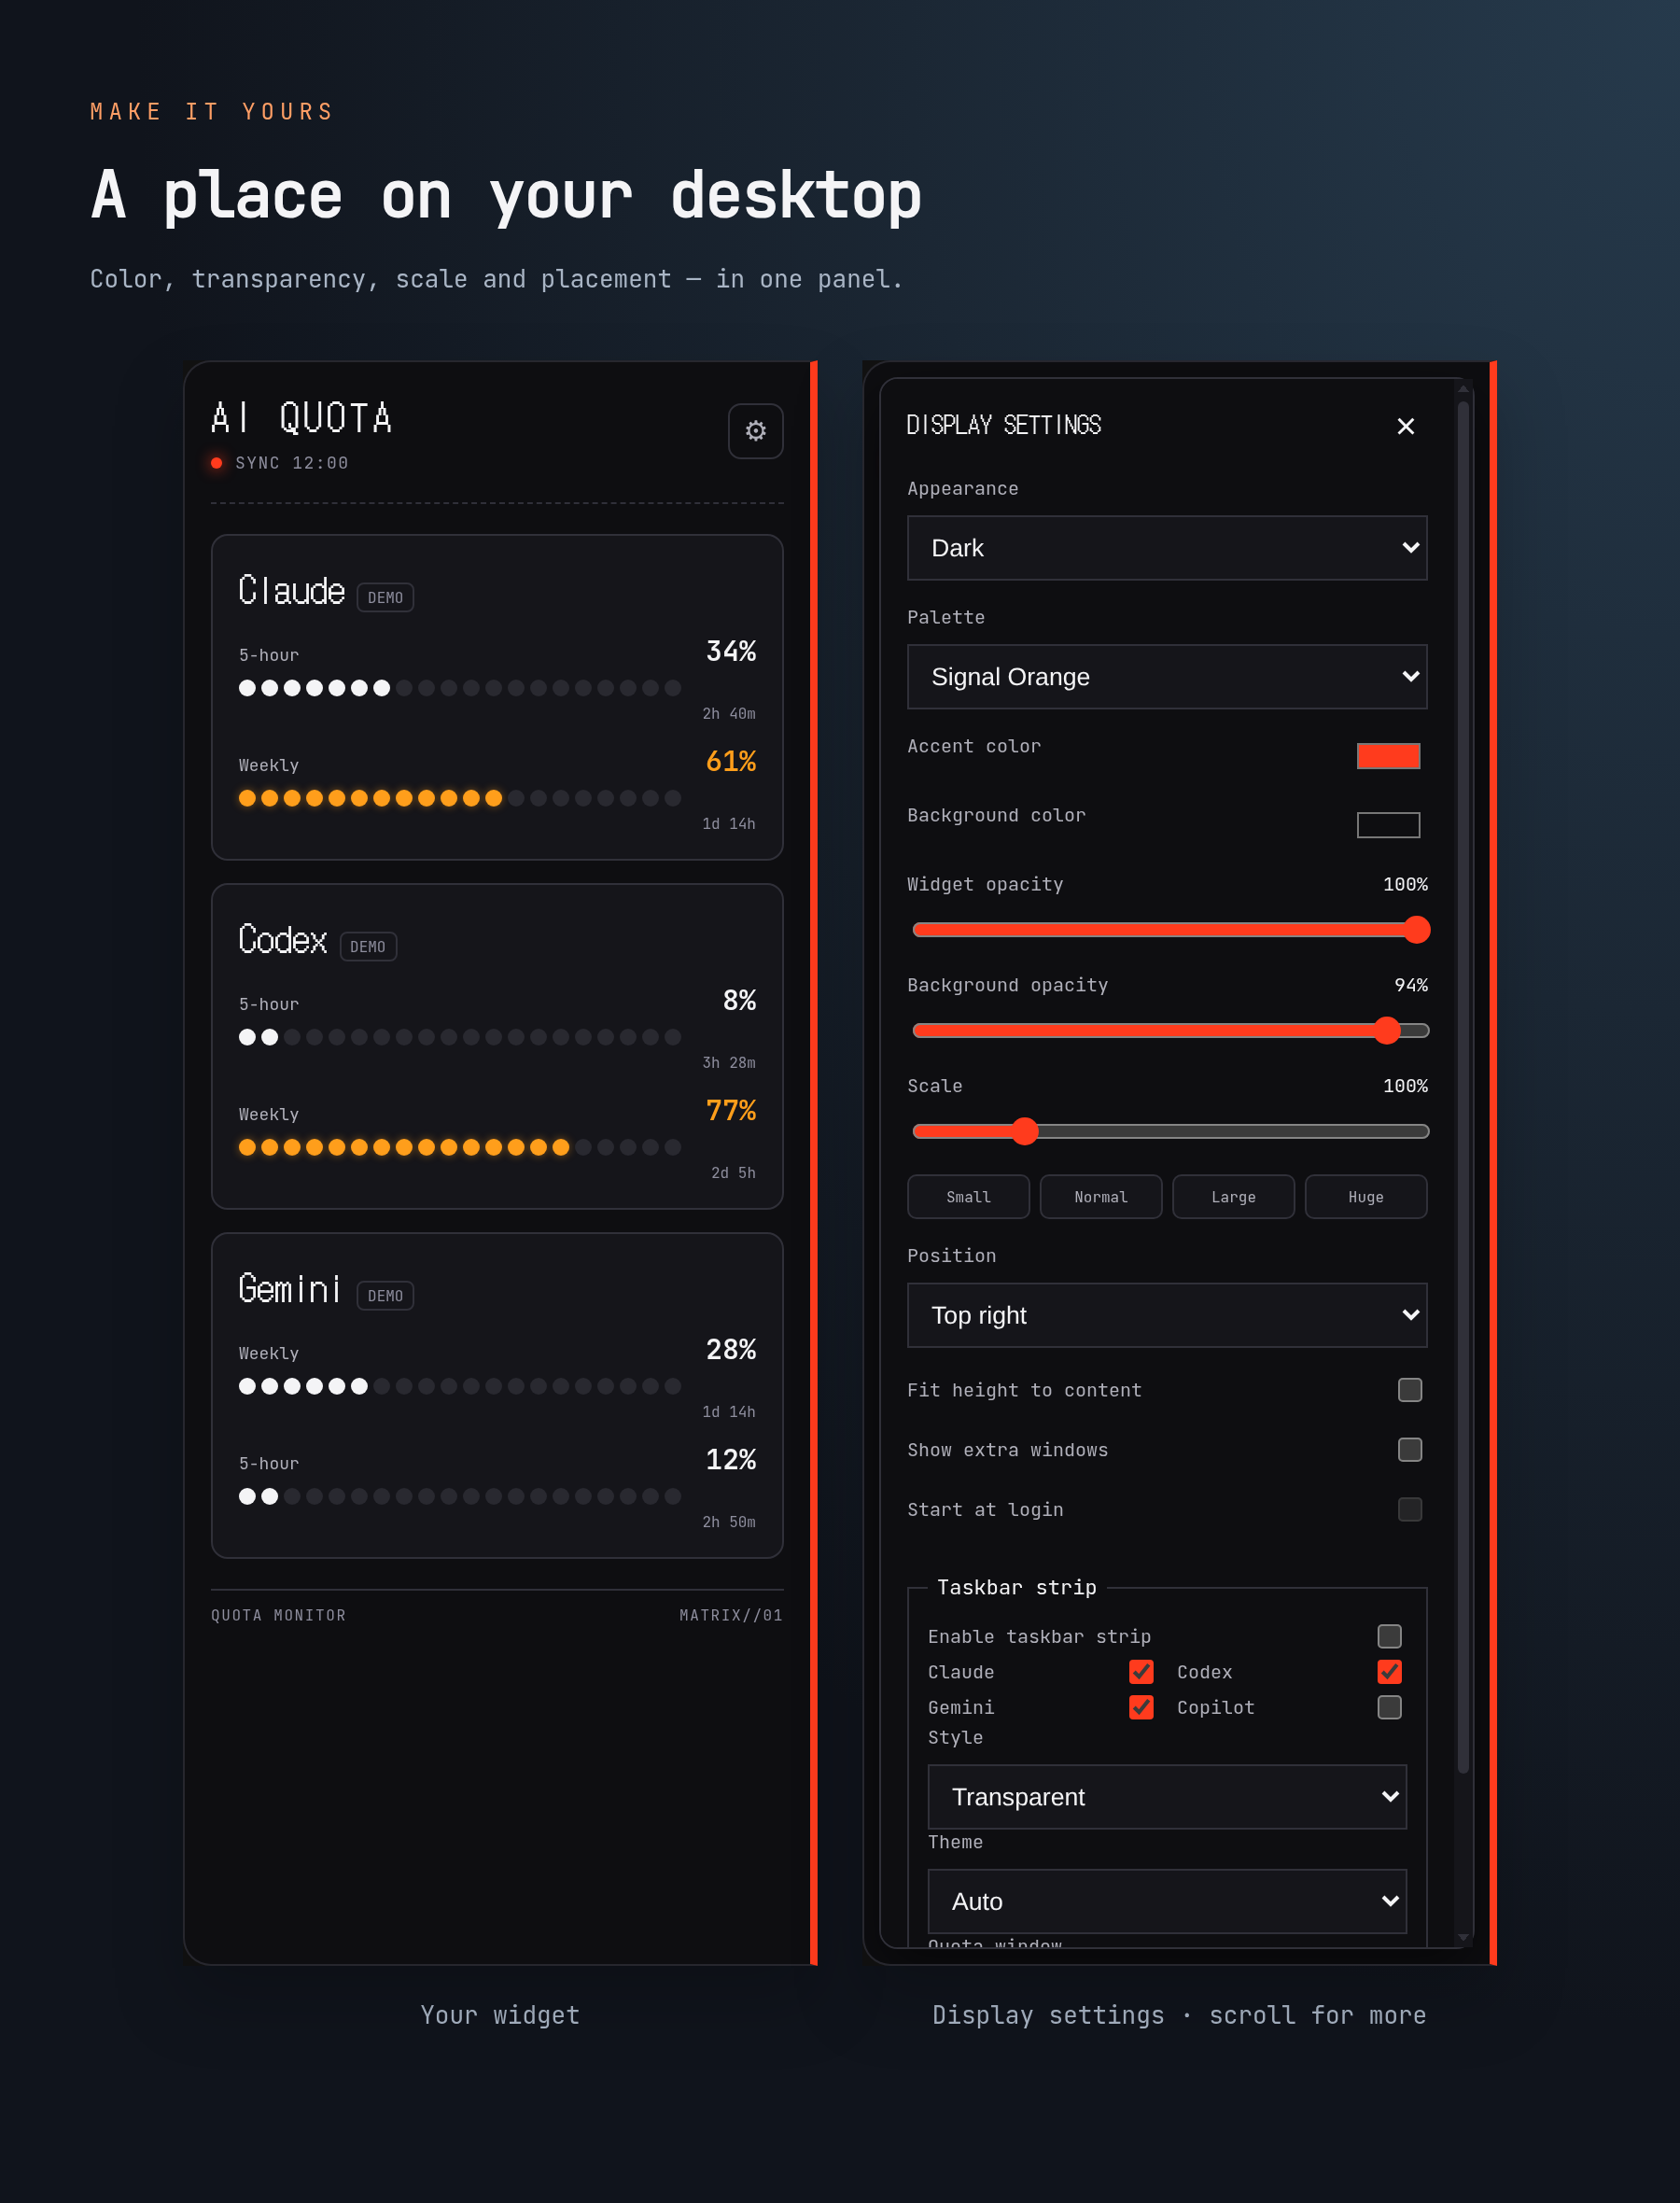 MAKE IT YOURS
A place on your desktop
Color, transparency, scale and placement — in one panel.
AI QUOTA
SYNC 12:00
Claude DEMO
5-hour 34%
2h 40m
Weekly 61%
1d 14h
Codex DEMO
5-hour 8%
3h 28m
Weekly 77%
2d 5h
Gemini DEMO
Weekly 28%
1d 14h
5-hour 12%
2h 50m
QUOTA MONITOR MATRIX//01
Your widget
DISPLAY SETTINGS
Appearance
Dark
Palette
Signal Orange
Accent color
Background color
Widget opacity 100%
Background opacity 94%
Scale 100%
Small Normal Large Huge
Position
Top right
Fit height to content
Show extra windows
Start at login
Taskbar strip
Enable taskbar strip
Claude Codex
Gemini Copilot
Style
Transparent
Theme
Auto
Quota window
Display settings · scroll for more